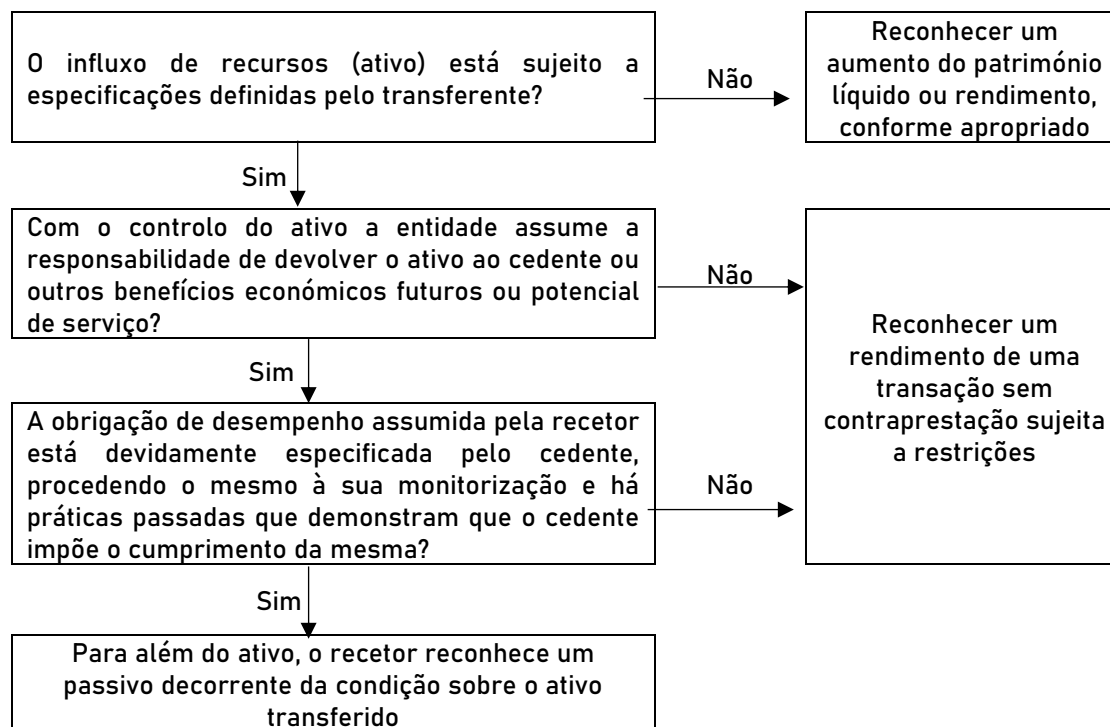 O influxo de recursos (ativo) está sujeito a
especificações definidas pelo transferente?
Não
Reconhecer um
aumento do património
líquido ou rendimento,
conforme apropriado
Sim
Com o controlo do ativo a entidade assume a
responsabilidade de devolver o ativo ao cedente ou
outros benefícios económicos futuros ou potencial
de serviço?
Não
Reconhecer um
rendimento de uma
transação sem
contraprestação sujeita
a restrições
Sim
A obrigação de desempenho assumida pela recetor
está devidamente especificada pelo cedente,
procedendo o mesmo à sua monitorização e há
práticas passadas que demonstram que o cedente
impõe o cumprimento da mesma?
Não
Sim
Para além do ativo, o recetor reconhece um
passivo decorrente da condição sobre o ativo
transferido